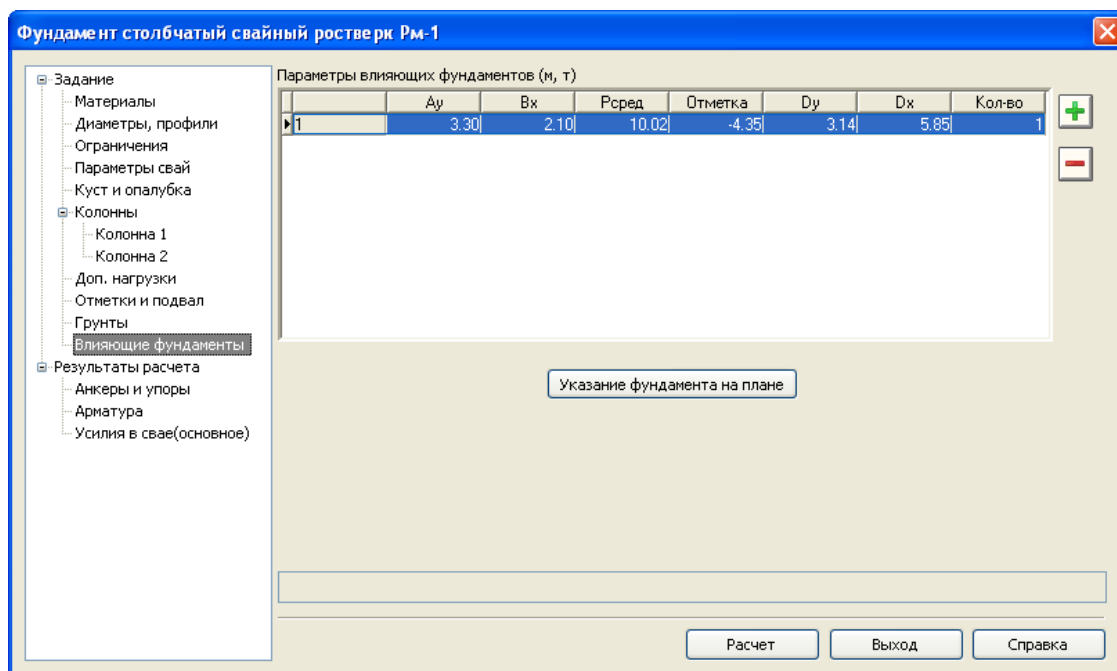 Фундамент столбчатый свайный ростверк Рм-1
Задание
Материалы
Диаметры, профили
Ограничения
Параметры свай
Куст и опалубка
Колонны
Колонна 1
Колонна 2
Доп. нагрузки
Отметки и подвал
Грунты
Влияющие фундаменты
Результаты расчета
Анкеры и упоры
Арматура
Усилия в свае(основное)
Параметры влияющих фундаментов (м, т)
Ay Bx Pсред Отметка Dy Dx Кол-во
1 3.30 2.10 10.02 -4.35 3.14 5.85 1
Указание фундамента на плане
Расчет Выход Справка